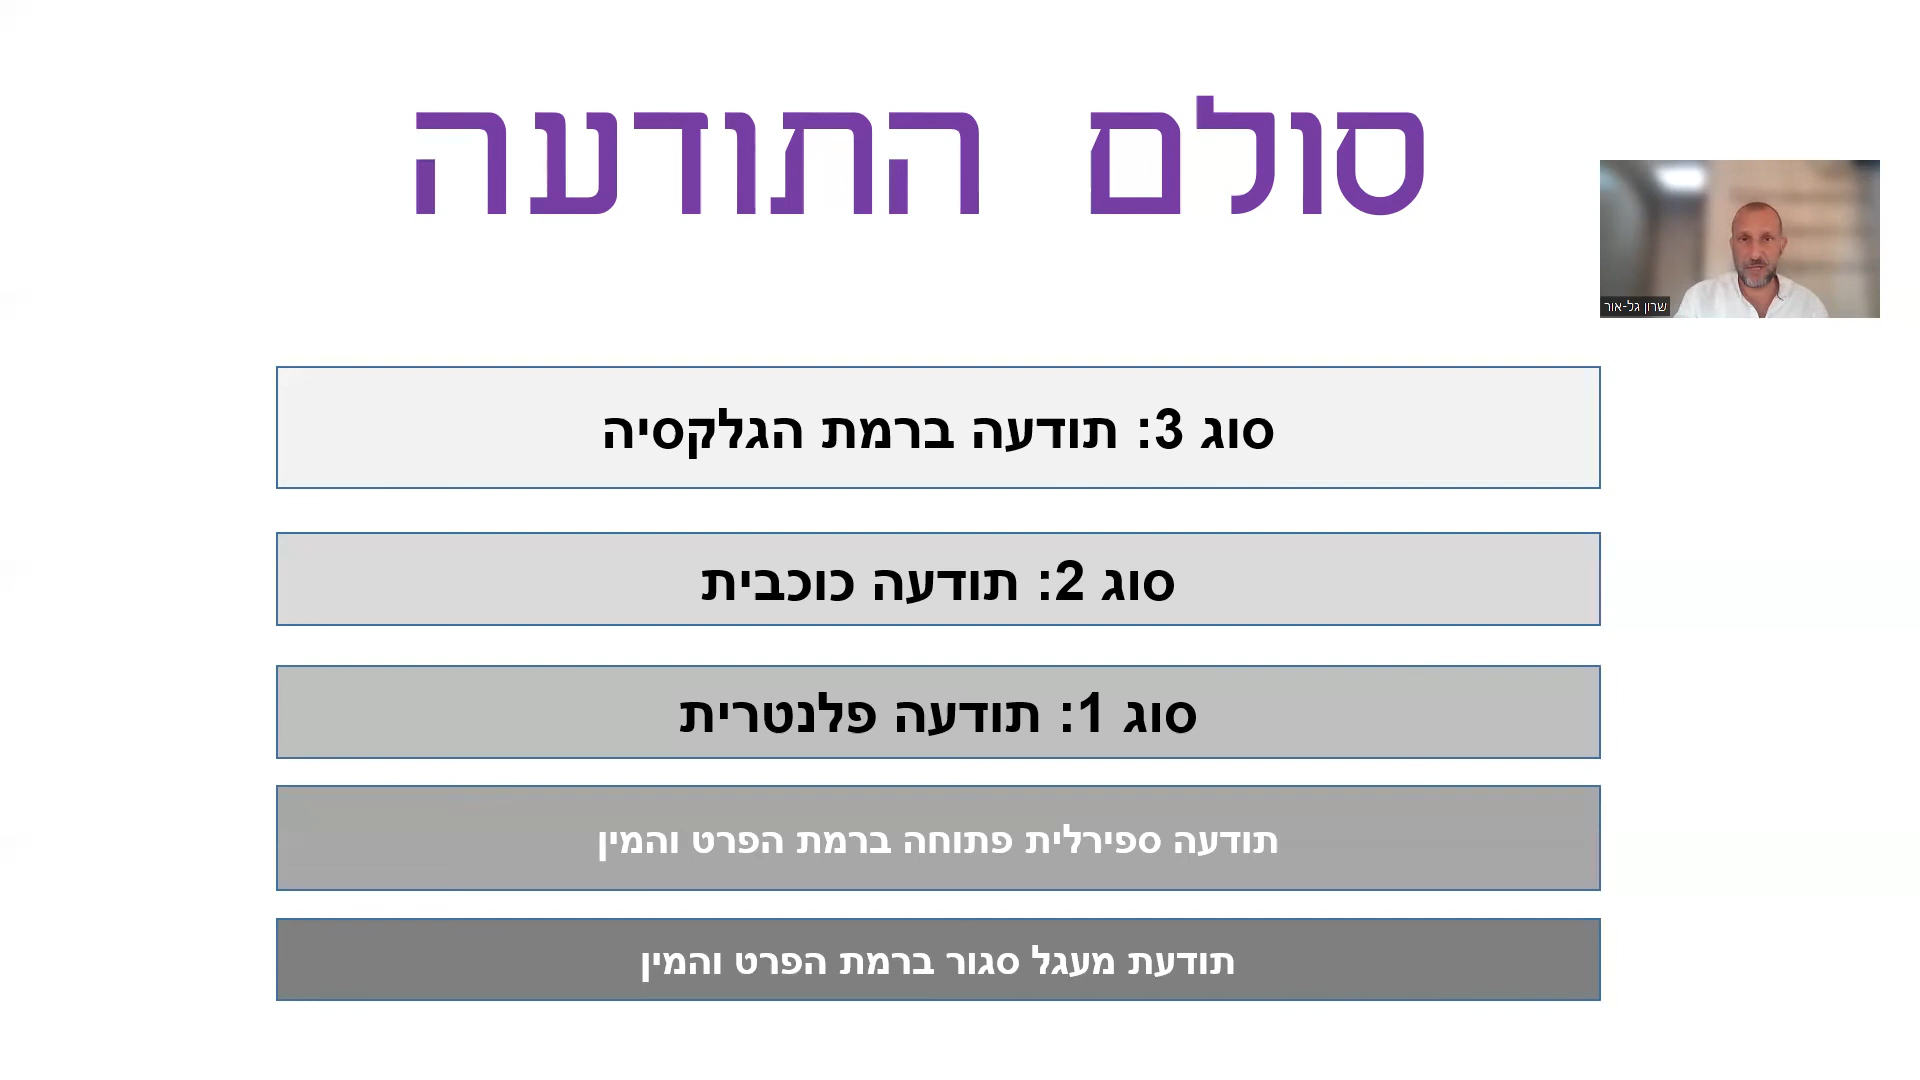 סולם התודעה
שרון גל-אור
סוג 3: תודעה ברמת הגלקסיה
סוג 2: תודעה כוכבית
סוג 1: תודעה פלנטרית
תודעה ספירלית פתוחה ברמת הפרט והמין
תודעת מעגל סגור ברמת הפרט והמין